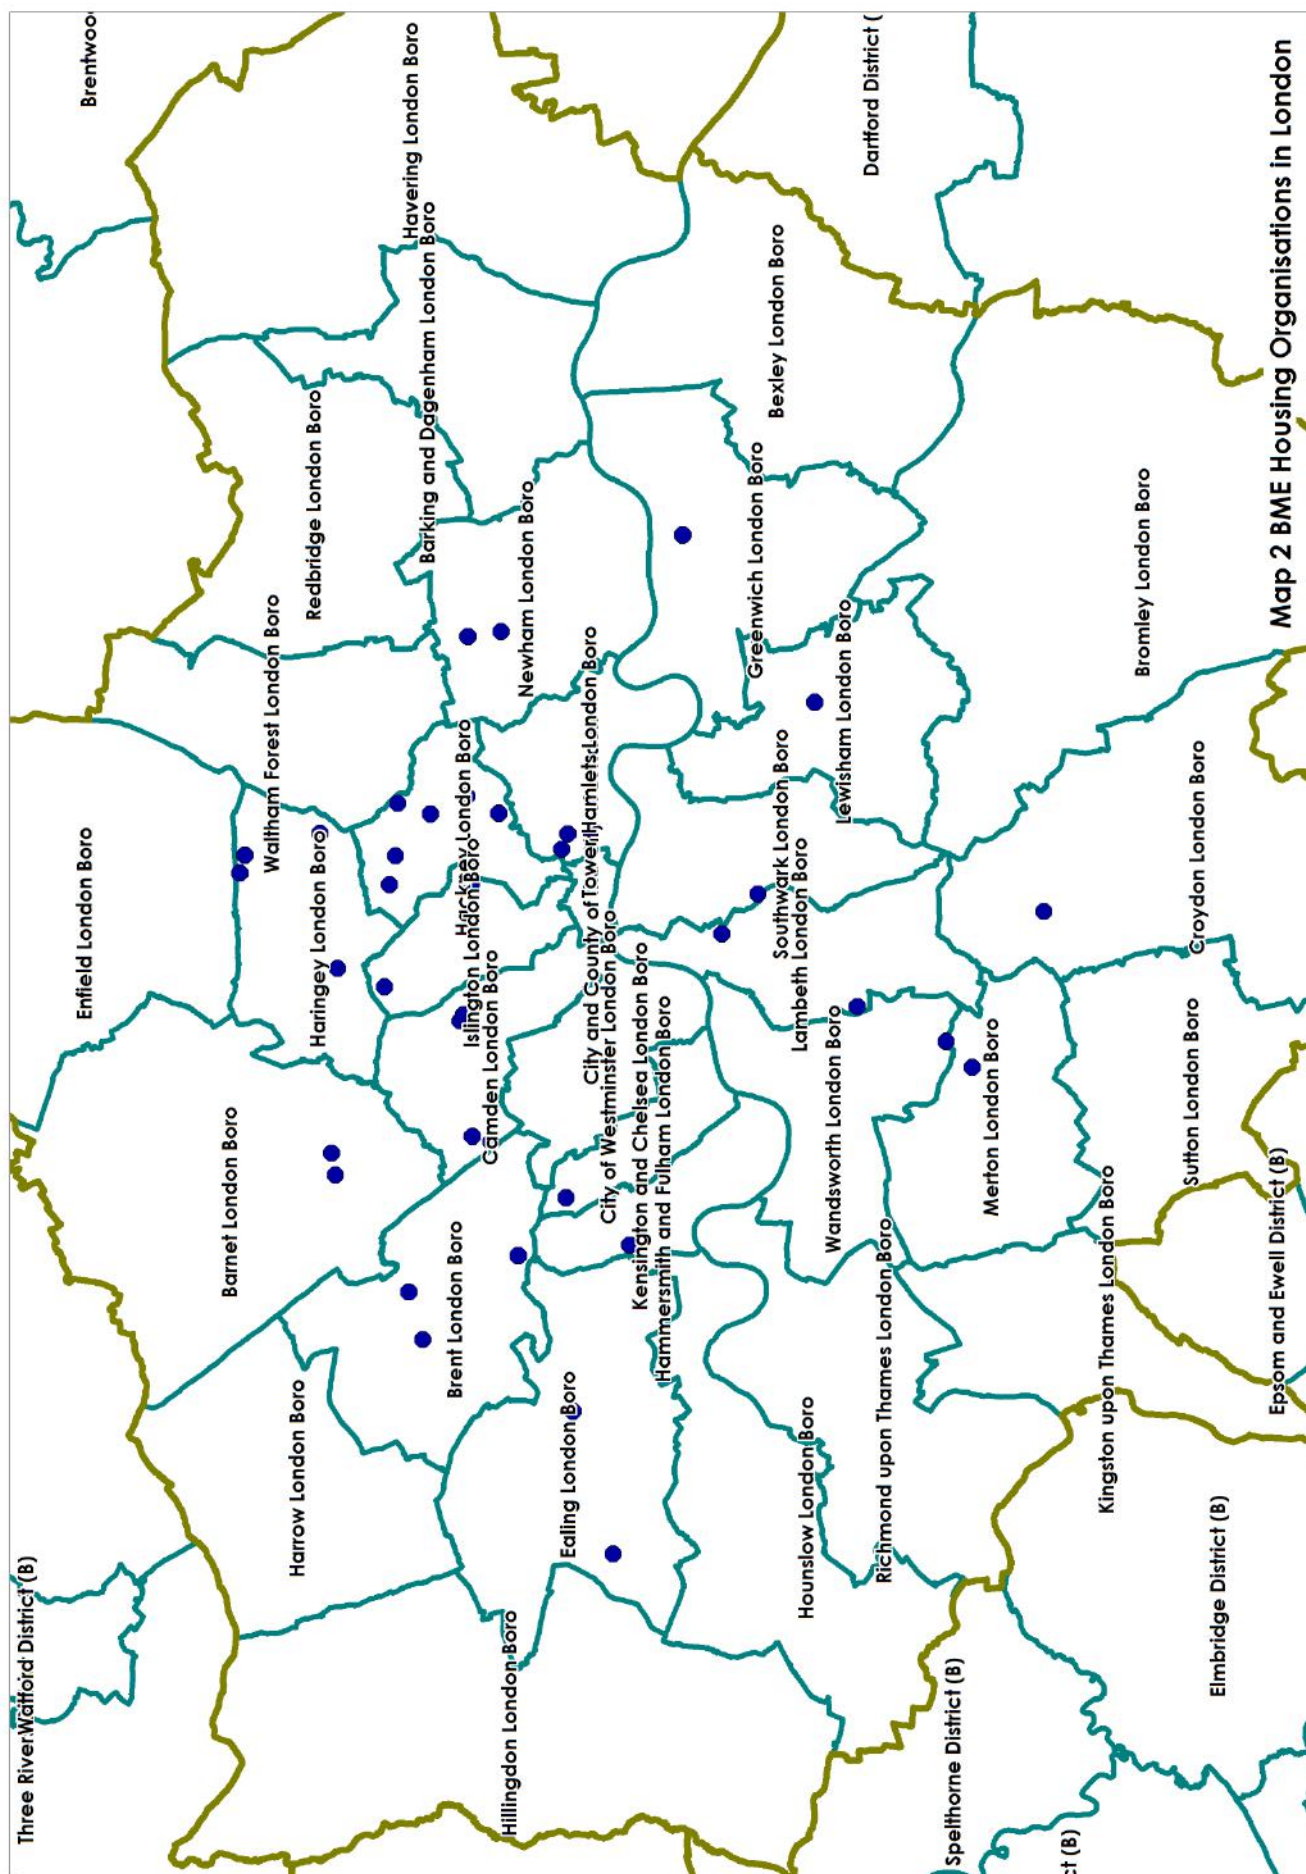 Three River
Watford District (B)
Enfield London Boro
Brentwoo
Barnet London Boro
Waltham Forest London Boro
Harrow London Boro
Haringey London Boro
Redbridge London Boro
Havering London Boro
Barking and Dagenham London Boro
Brent London Boro
Hackney London Boro
Islington London Boro
Camden London Boro
Hillingdon London Boro
Newham London Boro
Ealing London Boro
City and County of
Tower Hamlets London Boro
City of Westminster London Boro
Kensington and Chelsea London Boro
Hammersmith and Fulham London Boro
Greenwich London Boro
Bexley London Boro
Southwark London Boro
Lambeth London Boro
Hounslow London Boro
Wandsworth London Boro
Lewisham London Boro
Dartford District (
Richmond upon Thames London Boro
Spelthorne District (B)
Merton London Boro
ct (B)
Kingston upon Thames London Boro
Bromley London Boro
Sutton London Boro
Croydon London Boro
Elmbridge District (B)
Epsom and Ewell District (B)
Map 2 BME Housing Organisations in London